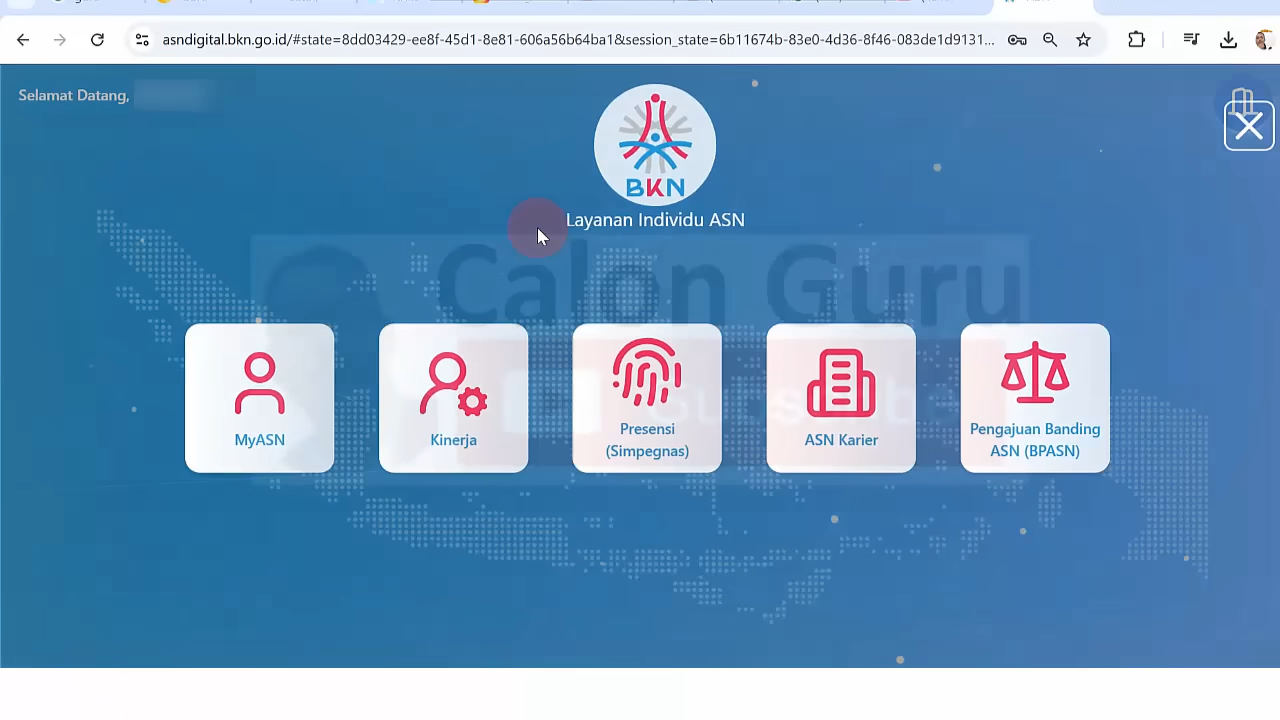 asndigital.bkn.go.id/#state=8dd03429-ee8f-45d1-8e81-606a56b64ba1&session_state=6b11674b-83e0-4d36-8f46-083de1d9131...
Selamat Datang,
BKN
Layanan Individu ASN
Calon Guru
Subscribe
MyASN
Kinerja
Presensi
(Simpegnas)
ASN Karier
Pengajuan Banding
ASN (BPASN)